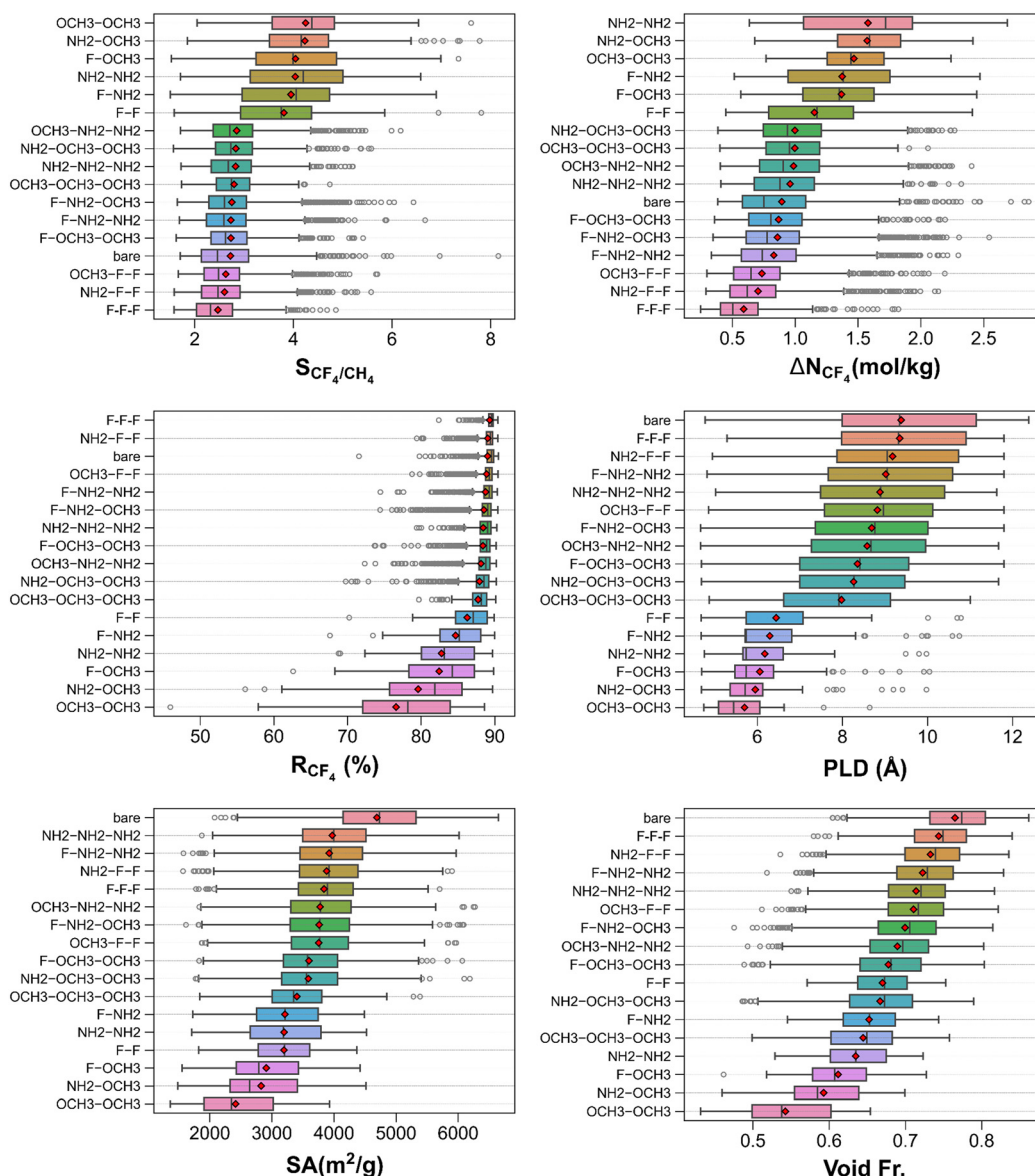 OCH3−OCH3
NH2−OCH3
F−OCH3
NH2−NH2
F−NH2
F−F
OCH3−NH2−NH2
NH2−OCH3−OCH3
NH2−NH2−NH2
OCH3−OCH3−OCH3
F−NH2−OCH3
F−NH2−NH2
F−OCH3−OCH3
bare
OCH3−F−F
NH2−F−F
F−F−F
2 4 6 8
S_CF4/CH4
NH2−NH2
NH2−OCH3
OCH3−OCH3
F−NH2
F−OCH3
F−F
NH2−OCH3−OCH3
OCH3−OCH3−OCH3
OCH3−NH2−NH2
NH2−NH2−NH2
bare
F−OCH3−OCH3
F−NH2−OCH3
F−NH2−NH2
OCH3−F−F
NH2−F−F
F−F−F
0.5 1.0 1.5 2.0 2.5
ΔN_CF4(mol/kg)
F−F−F
NH2−F−F
bare
OCH3−F−F
F−NH2−NH2
F−NH2−OCH3
NH2−NH2−NH2
F−OCH3−OCH3
OCH3−NH2−NH2
NH2−OCH3−OCH3
OCH3−OCH3−OCH3
F−F
F−NH2
NH2−NH2
F−OCH3
NH2−OCH3
OCH3−OCH3
50 60 70 80 90
R_CF4 (%)
bare
F−F−F
NH2−F−F
F−NH2−NH2
NH2−NH2−NH2
OCH3−F−F
F−NH2−OCH3
OCH3−NH2−NH2
F−OCH3−OCH3
NH2−OCH3−OCH3
OCH3−OCH3−OCH3
F−F
F−NH2
NH2−NH2
F−OCH3
NH2−OCH3
OCH3−OCH3
6 8 10 12
PLD (Å)
bare
NH2−NH2−NH2
F−NH2−NH2
NH2−F−F
F−F−F
OCH3−NH2−NH2
F−NH2−OCH3
OCH3−F−F
F−OCH3−OCH3
NH2−OCH3−OCH3
OCH3−OCH3−OCH3
F−NH2
NH2−NH2
F−F
F−OCH3
NH2−OCH3
OCH3−OCH3
2000 3000 4000 5000 6000
SA(m²/g)
bare
F−F−F
NH2−F−F
F−NH2−NH2
NH2−NH2−NH2
OCH3−F−F
F−NH2−OCH3
OCH3−NH2−NH2
F−OCH3−OCH3
F−F
NH2−OCH3−OCH3
F−NH2
OCH3−OCH3−OCH3
NH2−NH2
F−OCH3
NH2−OCH3
OCH3−OCH3
0.5 0.6 0.7 0.8
Void Fr.